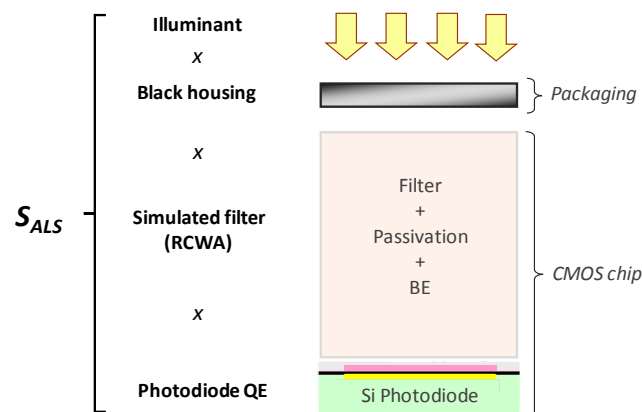 Illuminant
x
Black housing
Packaging
x
Filter
+
Passivation
+
BE
S_ALS
Simulated filter
(RCWA)
CMOS chip
x
Photodiode QE
Si Photodiode